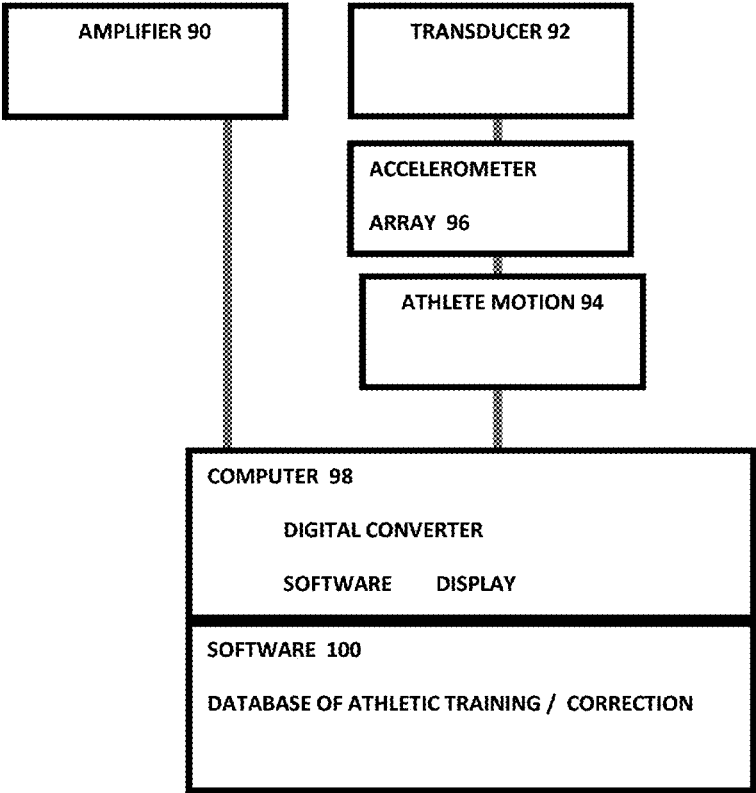 AMPLIFIER 90
TRANSDUCER 92
ACCELEROMETER
ARRAY 96
ATHLETE MOTION 94
COMPUTER 98
DIGITAL CONVERTER
SOFTWARE DISPLAY
SOFTWARE 100
DATABASE OF ATHLETIC TRAINING / CORRECTION